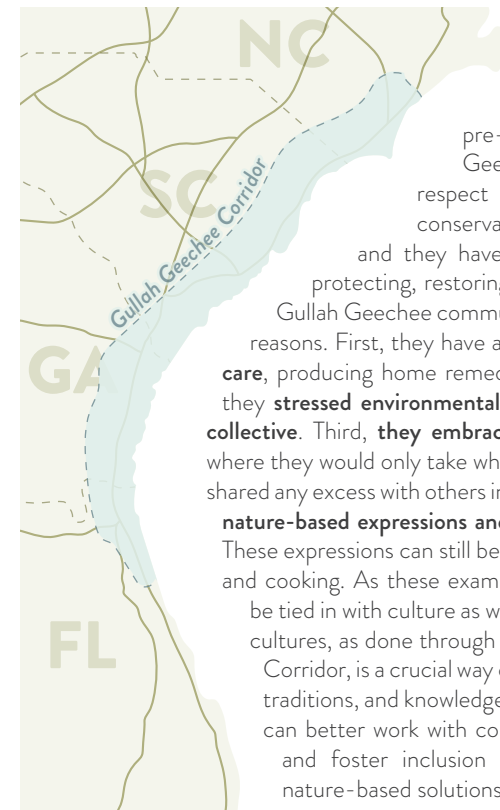 NC
SC
Gullah Geechee Corridor
GA
FL
pre-
Gee
respect
conserva
and they have
protecting, restoring,
Gullah Geechee commu
reasons. First, they have a
care, producing home remed
they stressed environmental
collective. Third, they embrac
where they would only take wh
shared any excess with others in
nature-based expressions and
These expressions can still be
and cooking. As these exam
be tied in with culture as w
cultures, as done through
Corridor, is a crucial way o
traditions, and knowledge
can better work with co
and foster inclusion
nature-based solutions